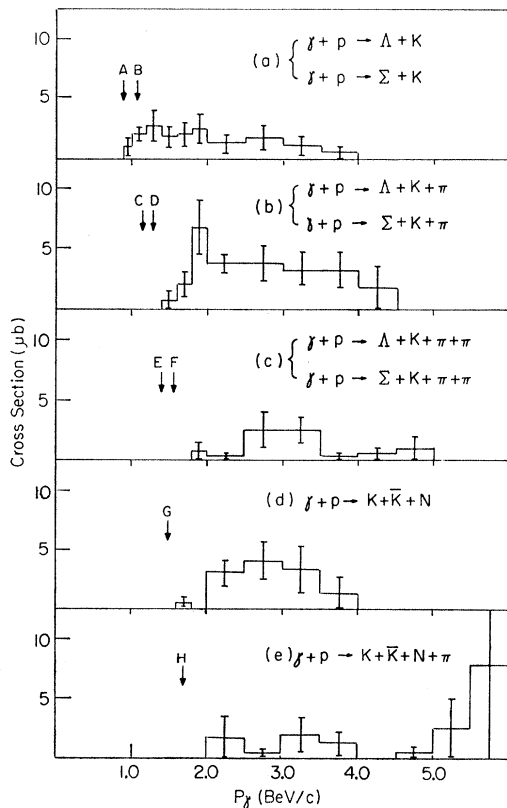 10
5
A B
(a)
γ + p → Λ + K
γ + p → Σ + K
10
5
C D
(b)
γ + p → Λ + K + π
γ + p → Σ + K + π
Cross Section (μb)
10
5
E F
(c)
γ + p → Λ + K + π + π
γ + p → Σ + K + π + π
10
5
G
(d) γ + p → K + K̅ + N
10
5
H
(e) γ + p → K + K̅ + N + π
1.0 2.0 3.0 4.0 5.0
Pγ (BeV/c)